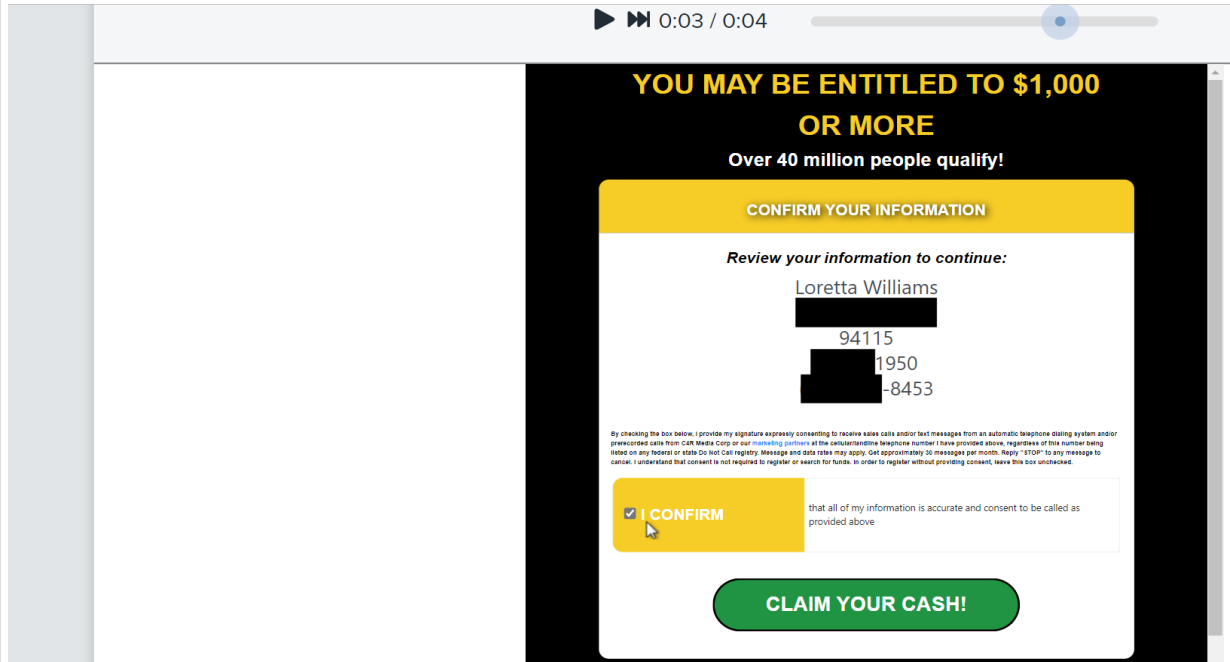 0:03 / 0:04
YOU MAY BE ENTITLED TO $1,000
OR MORE
Over 40 million people qualify!
CONFIRM YOUR INFORMATION
Review your information to continue:
Loretta Williams
94115
1950
-8453
By checking the box below, I provide my signature expressly consenting to receive sales calls and/or text messages from an automatic telephone dialing system and/or
prerecorded calls from C4R Media Corp or our marketing partners at the cellular/landline telephone number I have provided above, regardless of this number being
listed on any federal or state Do Not Call registry. Message and data rates may apply. Get approximately 30 messages per month. Reply "STOP" to any message to
cancel. I understand that consent is not required to register or search for funds. In order to register without providing consent, leave this box unchecked.
I CONFIRM
that all of my information is accurate and consent to be called as
provided above
CLAIM YOUR CASH!